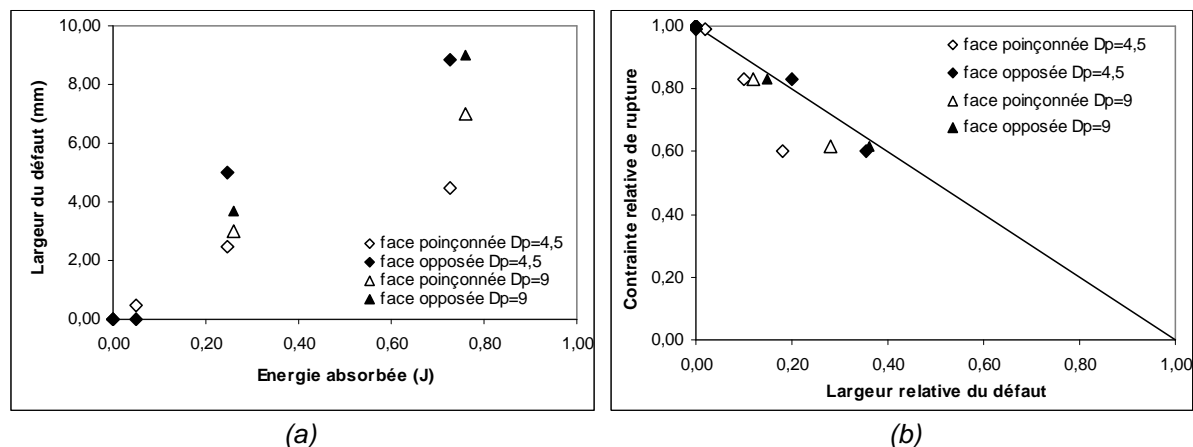 10,00
8,00
6,00
4,00
2,00
0,00
Largeur du défaut (mm)
face poinçonnée Dp=4,5
face opposée Dp=4,5
face poinçonnée Dp=9
face opposée Dp=9
0,00 0,20 0,40 0,60 0,80 1,00
Energie absorbée (J)
(a)
1,00
0,80
0,60
0,40
0,20
0,00
Contrainte relative de rupture
face poinçonnée Dp=4,5
face opposée Dp=4,5
face poinçonnée Dp=9
face opposée Dp=9
0,00 0,20 0,40 0,60 0,80 1,00
Largeur relative du défaut
(b)